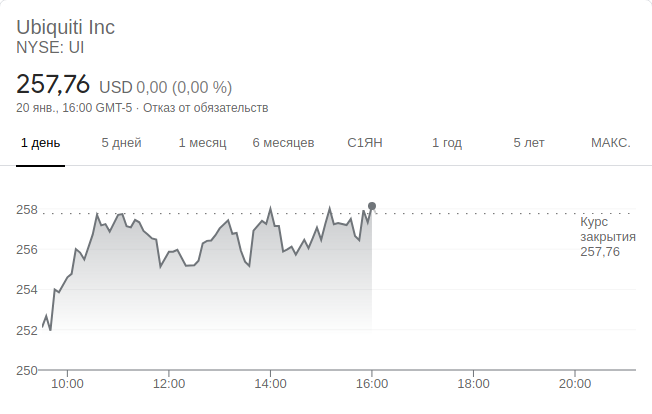 Ubiquiti Inc
NYSE: UI
257,76 USD 0,00 (0,00 %)
20 янв., 16:00 GMT-5 · Отказ от обязательств
1 день 5 дней 1 месяц 6 месяцев С1ЯН 1 год 5 лет МАКС.
258
256
254
252
250
Курс
закрытия
257,76
10:00 12:00 14:00 16:00 18:00 20:00